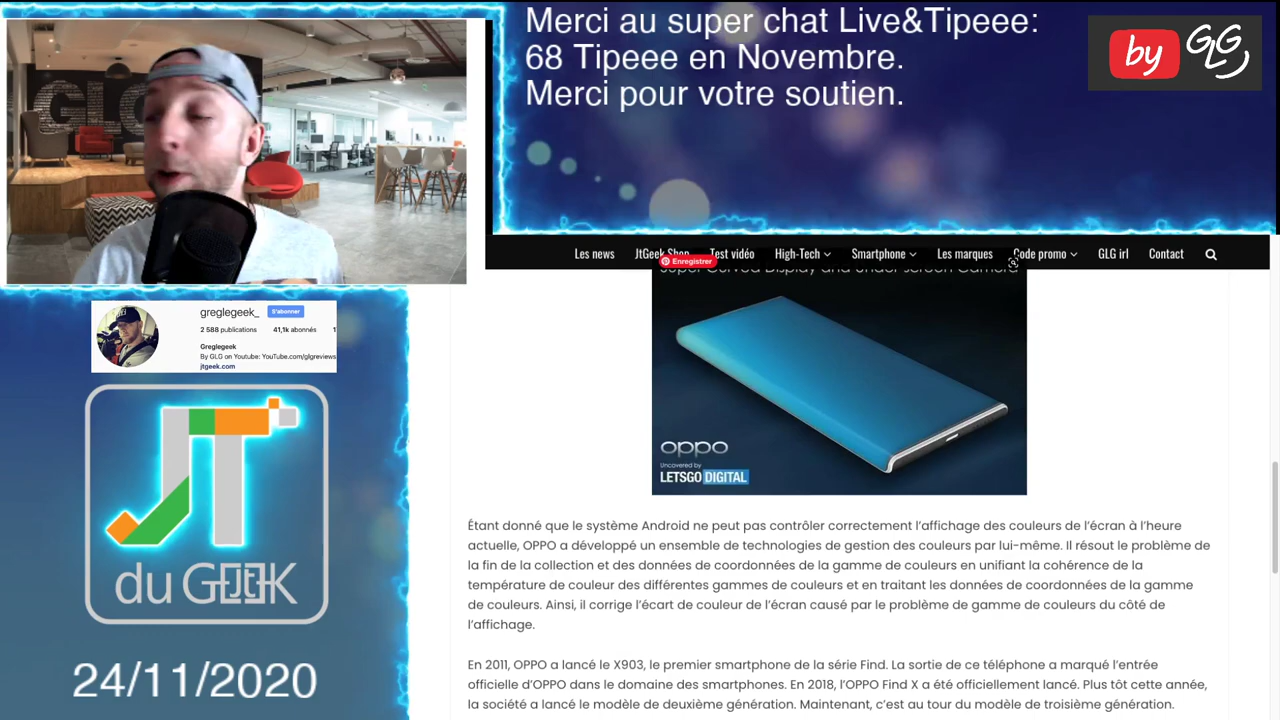 Merci au super chat Live&Tipeee:
68 Tipeee en Novembre.
Merci pour votre soutien.
by GLG
Les news JtGeek Shop Test vidéo High-Tech Smartphone Les marques Code promo GLG irl Contact
Enregistrer
Super Curved Display and Under-screen Camera
greglegeek_ S'abonner
2 588 publications 41,1k abonnés 1
Greglegeek
By GLG on Youtube: YouTube.com/glgreviews
jtgeek.com
JT
du GEEK
24/11/2020
oppo
Uncovered by
LETSGO DIGITAL
Étant donné que le système Android ne peut pas contrôler correctement l'affichage des couleurs de l'écran à l'heure
actuelle, OPPO a développé un ensemble de technologies de gestion des couleurs par lui-même. Il résout le problème de
la fin de la collection et des données de coordonnées de la gamme de couleurs en unifiant la cohérence de la
température de couleur des différentes gammes de couleurs et en traitant les données de coordonnées de la gamme
de couleurs. Ainsi, il corrige l'écart de couleur de l'écran causé par le problème de gamme de couleurs du côté de
l'affichage.
En 2011, OPPO a lancé le X903, le premier smartphone de la série Find. La sortie de ce téléphone a marqué l'entrée
officielle d'OPPO dans le domaine des smartphones. En 2018, l'OPPO Find X a été officiellement lancé. Plus tôt cette année,
la société a lancé le modèle de deuxième génération. Maintenant, c'est au tour du modèle de troisième génération.